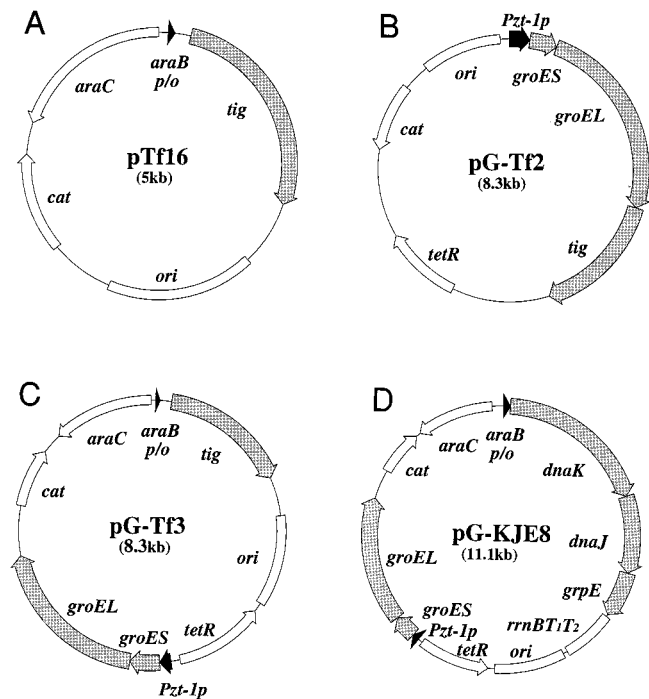 A
araB
p/o
araC
tig
pTf16
(5kb)
cat
ori
B
Pzt-1p
ori
groES
groEL
cat
pG-Tf2
(8.3kb)
tetR
tig
C
araC
araB
p/o
tig
cat
pG-Tf3
(8.3kb)
ori
groEL
groES
tetR
Pzt-1p
D
araC
araB
p/o
cat
dnaK
pG-KJE8
(11.1kb)
groEL
dnaJ
grpE
groES
Pzt-1p
rrnBT1T2
tetR
ori